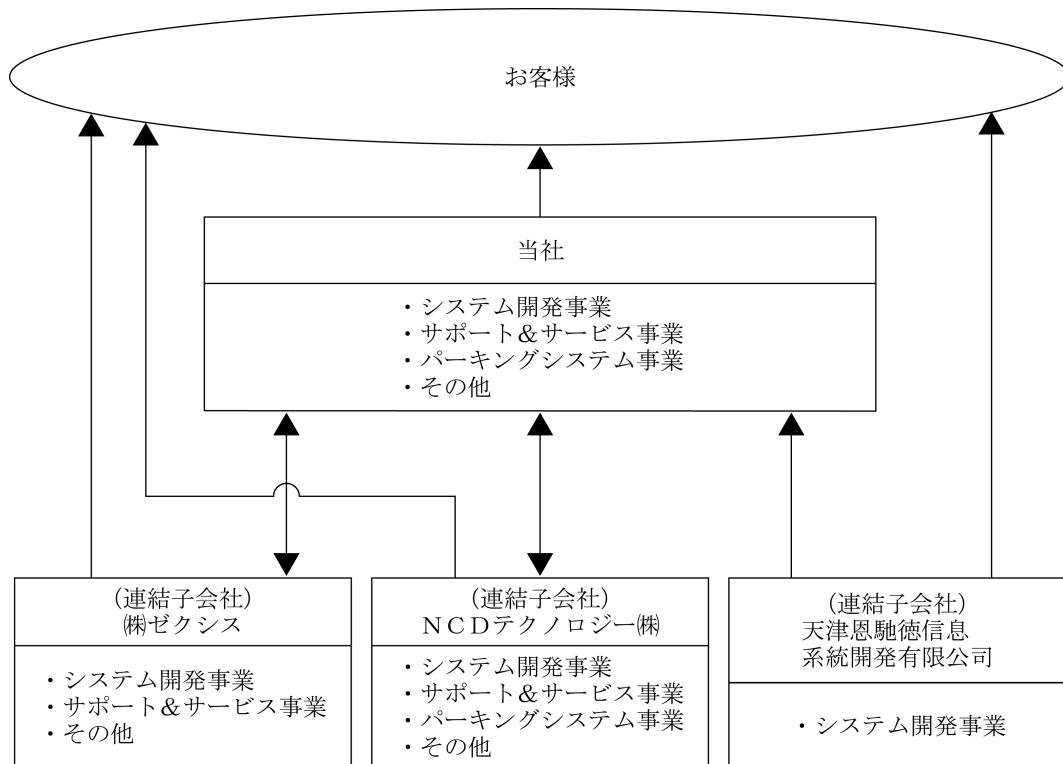 お客様
当社
・システム開発事業
・サポート＆サービス事業
・パーキングシステム事業
・その他
（連結子会社）
㈱ゼクシス
・システム開発事業
・サポート＆サービス事業
・その他
（連結子会社）
ＮＣＤテクノロジー㈱
・システム開発事業
・サポート＆サービス事業
・パーキングシステム事業
・その他
（連結子会社）
天津恩馳徳信息
系統開発有限公司
・システム開発事業